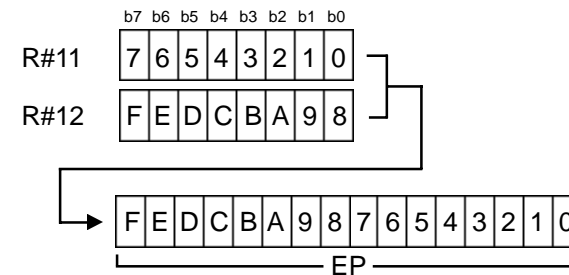 b7 b6 b5 b4 b3 b2 b1 b0
R#11 7 6 5 4 3 2 1 0
R#12 F E D C B A 9 8
F E D C B A 9 8 7 6 5 4 3 2 1 0
EP